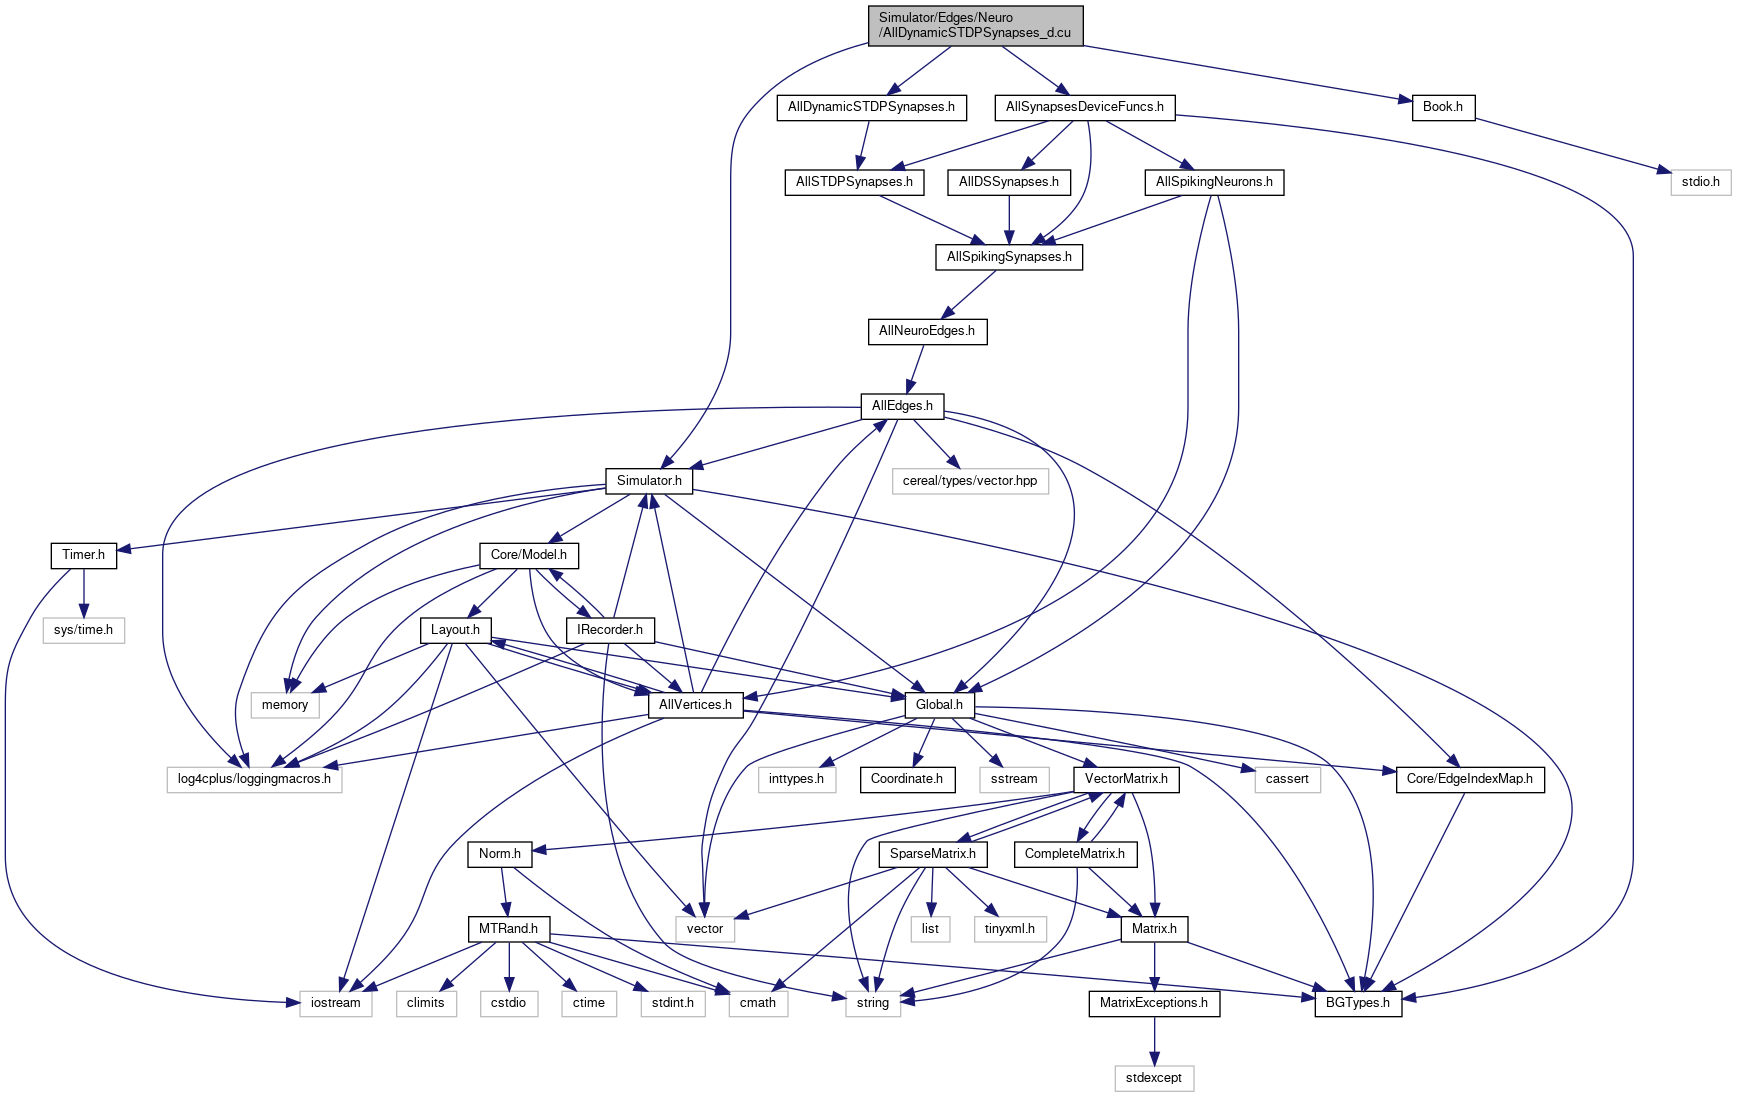 Simulator/Edges/Neuro
/AllDynamicSTDPSynapses_d.cu
AllDynamicSTDPSynapses.h
AllSynapsesDeviceFuncs.h
Book.h
AllSTDPSynapses.h
AllDSSynapses.h
AllSpikingNeurons.h
stdio.h
AllSpikingSynapses.h
AllNeuroEdges.h
AllEdges.h
Simulator.h
cereal/types/vector.hpp
Timer.h
Core/Model.h
sys/time.h
Layout.h
IRecorder.h
memory
AllVertices.h
Global.h
log4cplus/loggingmacros.h
inttypes.h
Coordinate.h
sstream
VectorMatrix.h
cassert
Core/EdgeIndexMap.h
Norm.h
SparseMatrix.h
CompleteMatrix.h
MTRand.h
vector
list
tinyxml.h
Matrix.h
iostream
climits
cstdio
ctime
stdint.h
cmath
string
MatrixExceptions.h
BGTypes.h
stdexcept